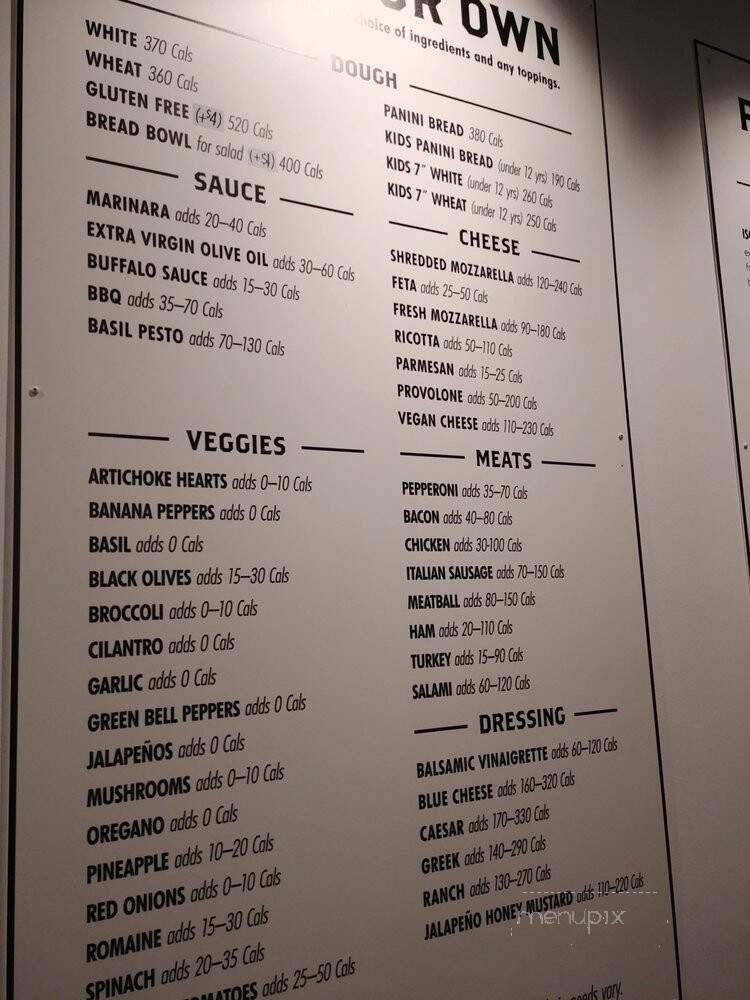 OWN
choice of ingredients and any toppings.
DOUGH
WHITE 370 Cals
WHEAT 360 Cals
GLUTEN FREE (+$4) 520 Cals
BREAD BOWL for salad (+$1) 400 Cals
PANINI BREAD 380 Cals
KIDS PANINI BREAD (under 12 yrs) 190 Cals
KIDS 7" WHITE (under 12 yrs) 260 Cals
KIDS 7" WHEAT (under 12 yrs) 250 Cals
SAUCE
MARINARA adds 20–40 Cals
EXTRA VIRGIN OLIVE OIL adds 30–60 Cals
BUFFALO SAUCE adds 15–30 Cals
BBQ adds 35–70 Cals
BASIL PESTO adds 70–130 Cals
CHEESE
SHREDDED MOZZARELLA adds 120–240 Cals
FETA adds 25–50 Cals
FRESH MOZZARELLA adds 90–180 Cals
RICOTTA adds 50–110 Cals
PARMESAN adds 15–25 Cals
PROVOLONE adds 50–200 Cals
VEGAN CHEESE adds 110–230 Cals
VEGGIES
ARTICHOKE HEARTS adds 0–10 Cals
BANANA PEPPERS adds 0 Cals
BASIL adds 0 Cals
BLACK OLIVES adds 15–30 Cals
BROCCOLI adds 0–10 Cals
CILANTRO adds 0 Cals
GARLIC adds 0 Cals
GREEN BELL PEPPERS adds 0 Cals
JALAPEÑOS adds 0 Cals
MUSHROOMS adds 0–10 Cals
OREGANO adds 0 Cals
PINEAPPLE adds 10–20 Cals
RED ONIONS adds 0–10 Cals
ROMAINE adds 15–30 Cals
SPINACH adds 20–35 Cals
TOMATOES adds 25–50 Cals
MEATS
PEPPERONI adds 35–70 Cals
BACON adds 40–80 Cals
CHICKEN adds 30-100 Cals
ITALIAN SAUSAGE adds 70–150 Cals
MEATBALL adds 80–150 Cals
HAM adds 20–110 Cals
TURKEY adds 15–90 Cals
SALAMI adds 60–120 Cals
DRESSING
BALSAMIC VINAIGRETTE adds 60–120 Cals
BLUE CHEESE adds 160–320 Cals
CAESAR adds 170–330 Cals
GREEK adds 140–290 Cals
RANCH adds 130–270 Cals
JALAPEÑO HONEY MUSTARD adds 110–220 Cals
menupix
needs vary.